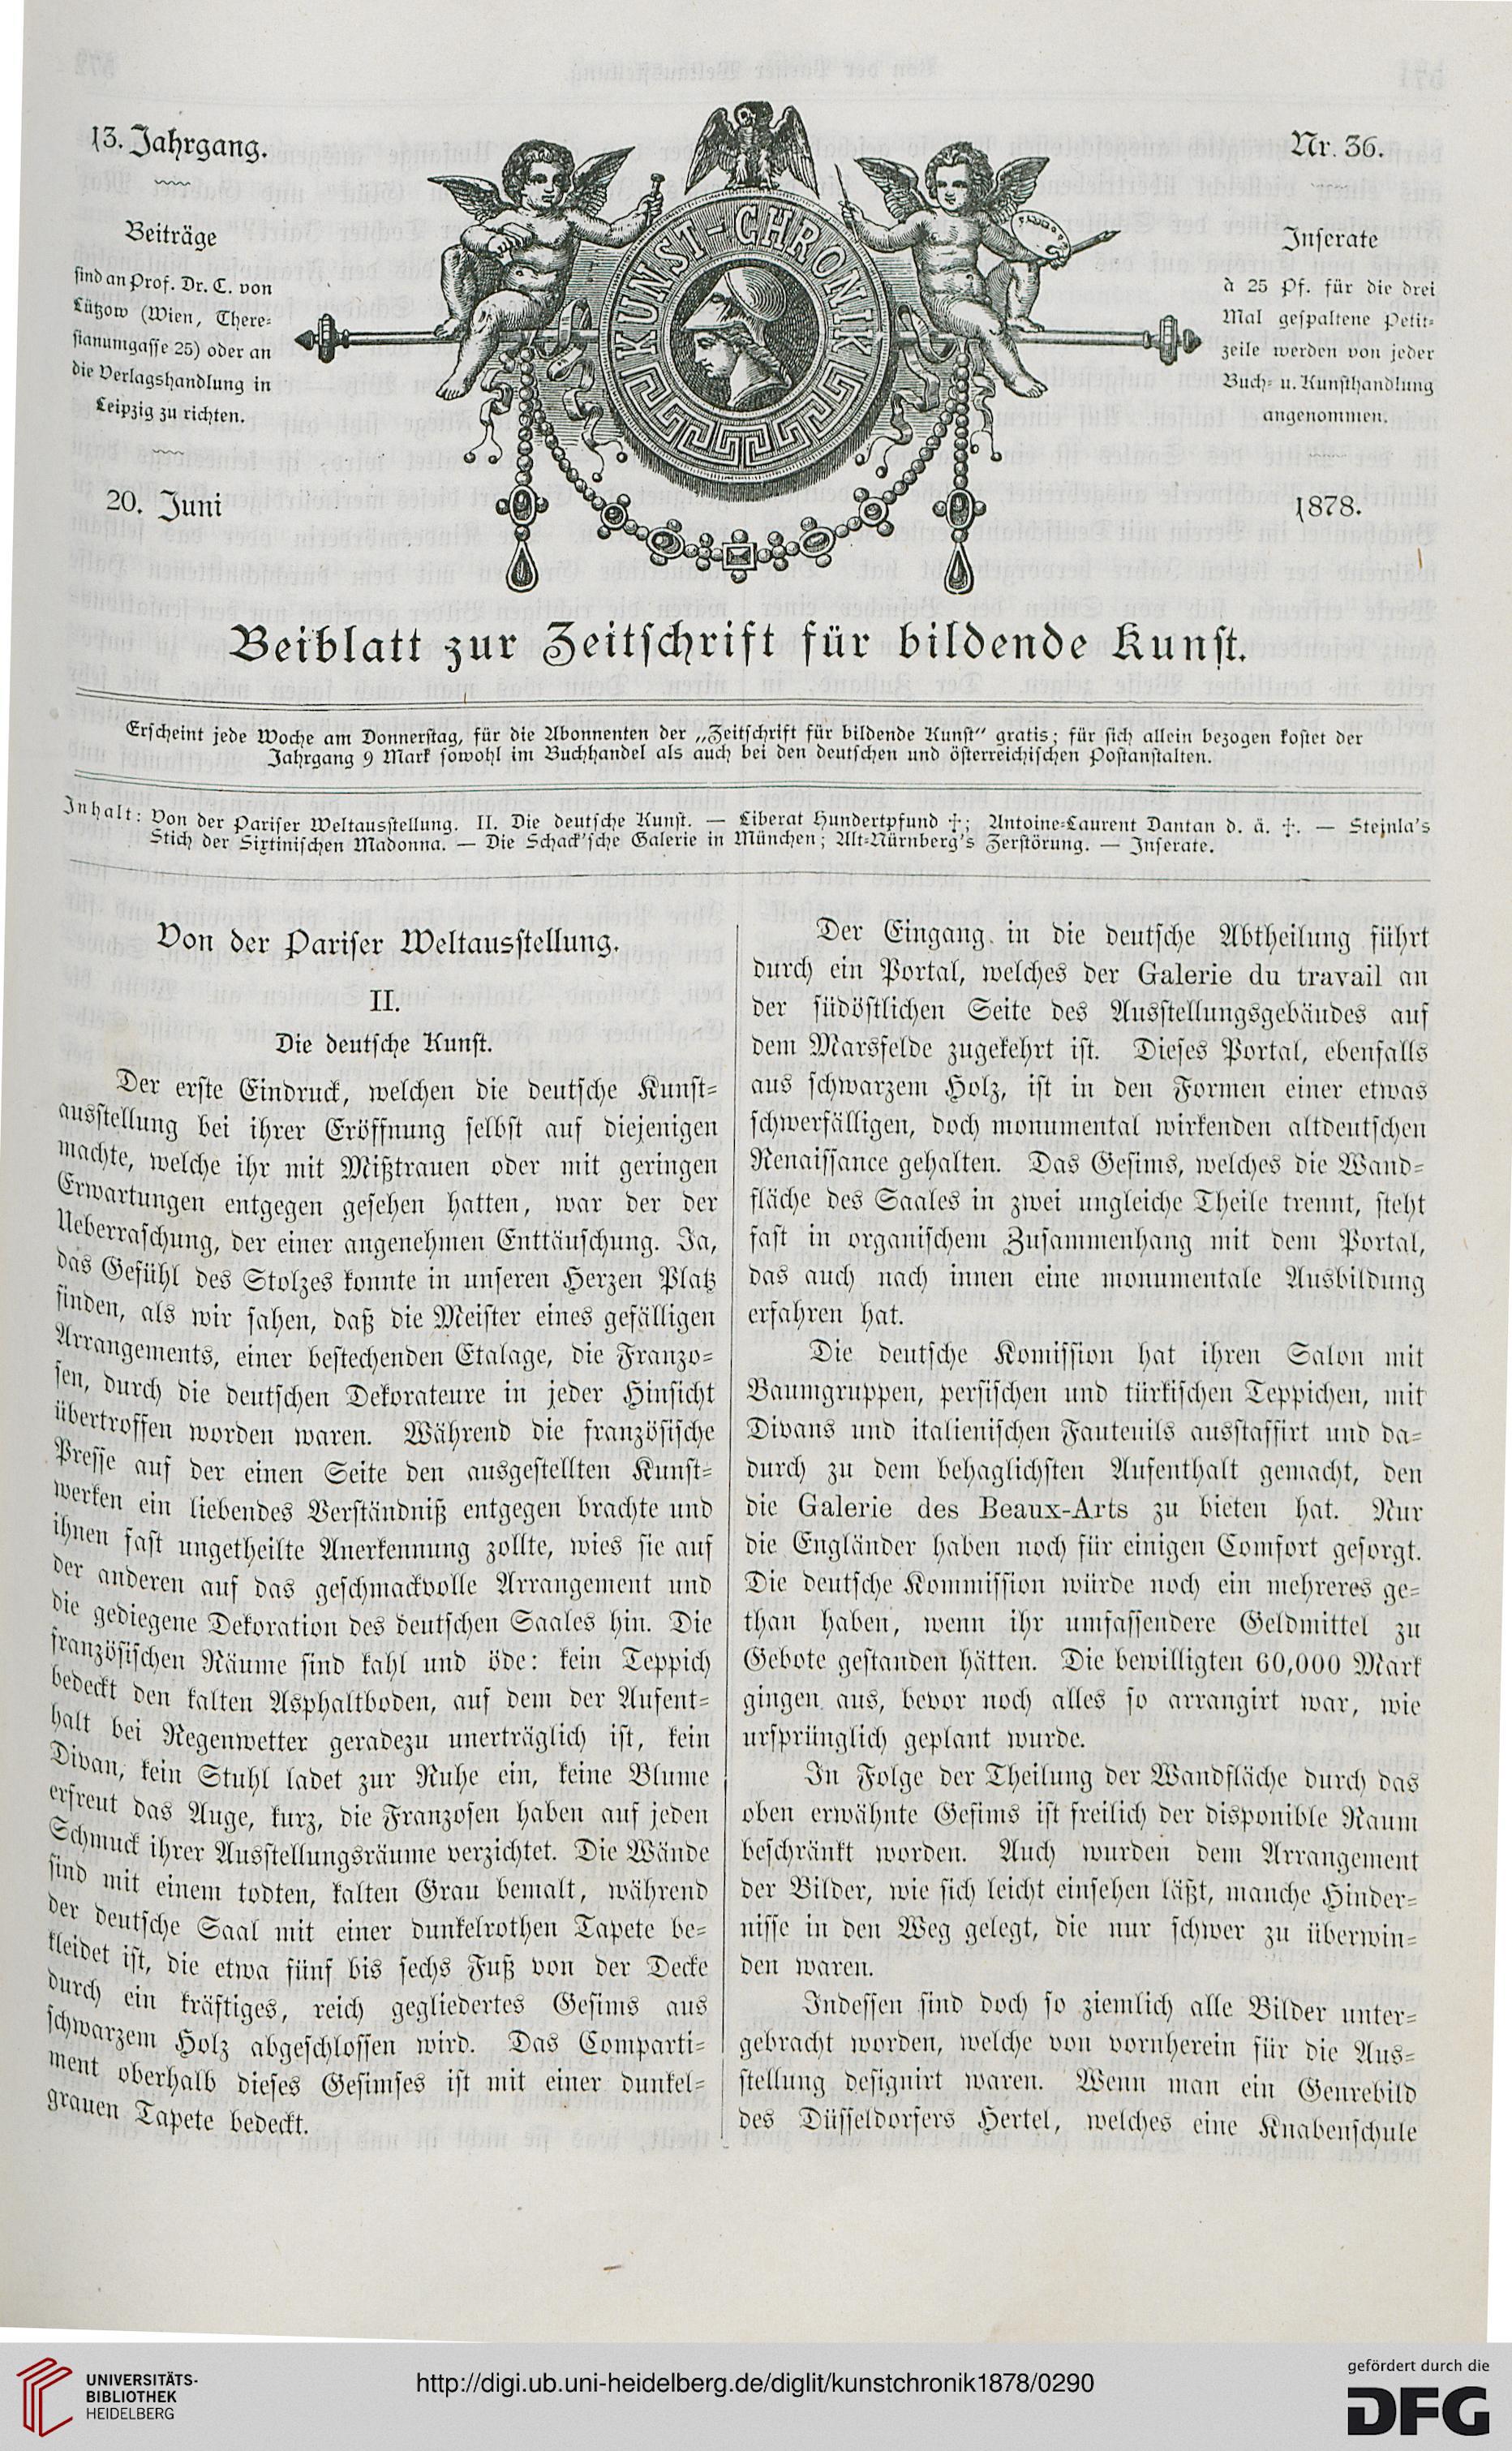 13. Jahrgang.
Nr. 36.
Beiträge
sind an Prof. Dr. C. von
Lützow (Wien, There-
sianumgasse 25) oder an
die Verlagshandlung in
Leipzig zu richten.
20. Juni
KUNST-CHRONIK
Inserate
à 25 Pf. für die drei
Mal gespaltene Petit-
zeile werden von jeder
Buch- u. Kunsthandlung
angenommen.
1878.
Beiblatt zur Zeitschrift für bildende Kunst.
Erscheint jede Woche am Donnerstag, für die Abonnenten der „Zeitschrift für bildende Kunst“ gratis; für sich allein bezogen kostet der
Jahrgang 9 Mark sowohl im Buchhandel als auch bei den deutschen und österreichischen Postanstalten.
Inhalt: Von der Pariser Weltausstellung. II. Die deutsche Kunst. — Liberat Hundertpfund †; Antoine-Laurent Dantan d. ä. †. — Stejnla's
Stich der Sixtinischen Madonna. — Die Schack'sche Galerie in München; Alt-Nürnberg's Zerstörung. — Inserate.
Von der Pariser Weltausstellung.
II.
Die deutsche Kunst.
Der erste Eindruck, welchen die deutsche Kunst-
ausstellung bei ihrer Eröffnung selbst auf diejenigen
machte, welche ihr mit Mißtrauen oder mit geringen
Erwartungen entgegen gesehen hatten, war der der
Ueberraschung, der einer angenehmen Enttäuschung. Ja,
das Gefühl des Stolzes konnte in unseren Herzen Platz
finden, als wir sahen, daß die Meister eines gefälligen
Arrangements, einer bestechenden Etalage, die Franzo-
sen, durch die deutschen Dekorateure in jeder Hinsicht
übertroffen worden waren. Während die französische
Presse auf der einen Seite den ausgestellten Kunst-
werken ein liebendes Verständniß entgegen brachte und
ihnen fast ungetheilte Anerkennung zollte, wies sie auf
der anderen auf das geschmackvolle Arrangement und
die gediegene Dekoration des deutschen Saales hin. Die
französischen Räume sind kahl und öde: kein Teppich
bedeckt den kalten Asphaltboden, auf dem der Aufent-
halt bei Regenwetter geradezu unerträglich ist, kein
Divan, kein Stuhl ladet zur Ruhe ein, keine Blume
erfreut das Auge, kurz, die Franzosen haben auf jeden
Schmuck ihrer Ausstellungsräume verzichtet. Die Wände
sind mit einem todten, kalten Grau bemalt, während
der deutsche Saal mit einer dunkelrothen Tapete be-
kleidet ist, die etwa fünf bis sechs Fuß von der Decke
durch ein kräftiges, reich gegliedertes Gesims aus
schwarzem Holz abgeschlossen wird. Das Comparti-
ment oberhalb dieses Gesimses ist mit einer dunkel-
grauen Tapete bedeckt.
Der Eingang in die deutsche Abtheilung führt
durch ein Portal, welches der Galerie du travail an
der südöstlichen Seite des Ausstellungsgebäudes auf
dem Marsfelde zugekehrt ist. Dieses Portal, ebenfalls
aus schwarzem Holz, ist in den Formen einer etwas
schwerfälligen, doch monumental wirkenden altdeutschen
Renaissance gehalten. Das Gesims, welches die Wand-
fläche des Saales in zwei ungleiche Theile trennt, steht
fast in organischem Zusammenhang mit dem Portal,
das auch nach innen eine monumentale Ausbildung
erfahren hat.
Die deutsche Komission hat ihren Salon mit
Baumgruppen, persischen und türkischen Teppichen, mit
Divans und italienischen Fauteuils ausstaffirt und da-
durch zu dem behaglichsten Aufenthalt gemacht, den
die Galerie des Beaux-Arts zu bieten hat. Nur
die Engländer haben noch für einigen Comfort gesorgt.
Die deutsche Kommission würde noch ein mehreres ge-
than haben, wenn ihr umfassendere Geldmittel zu
Gebote gestanden hätten. Die bewilligten 60,000 Mark
gingen aus, bevor noch alles so arrangirt war, wie
ursprünglich geplant wurde.
In Folge der Theilung der Wandfläche durch das
oben erwähnte Gesims ist freilich der disponible Raum
beschränkt worden. Auch wurden dem Arrangement
der Bilder, wie sich leicht einsehen läßt, manche Hinder-
nisse in den Weg gelegt, die nur schwer zu überwin-
den waren.
Indessen sind doch so ziemlich alle Bilder unter-
gebracht worden, welche von vornherein für die Aus-
stellung designirt waren. Wenn man ein Genrebild
des Düsseldorfers Hertel, welches eine Knabenschule
UNIVERSITÄTS-
BIBLIOTHEK
HEIDELBERG
http://digi.ub.uni-heidelberg.de/diglit/kunstchronik1878/0290
gefördert durch die
DFG